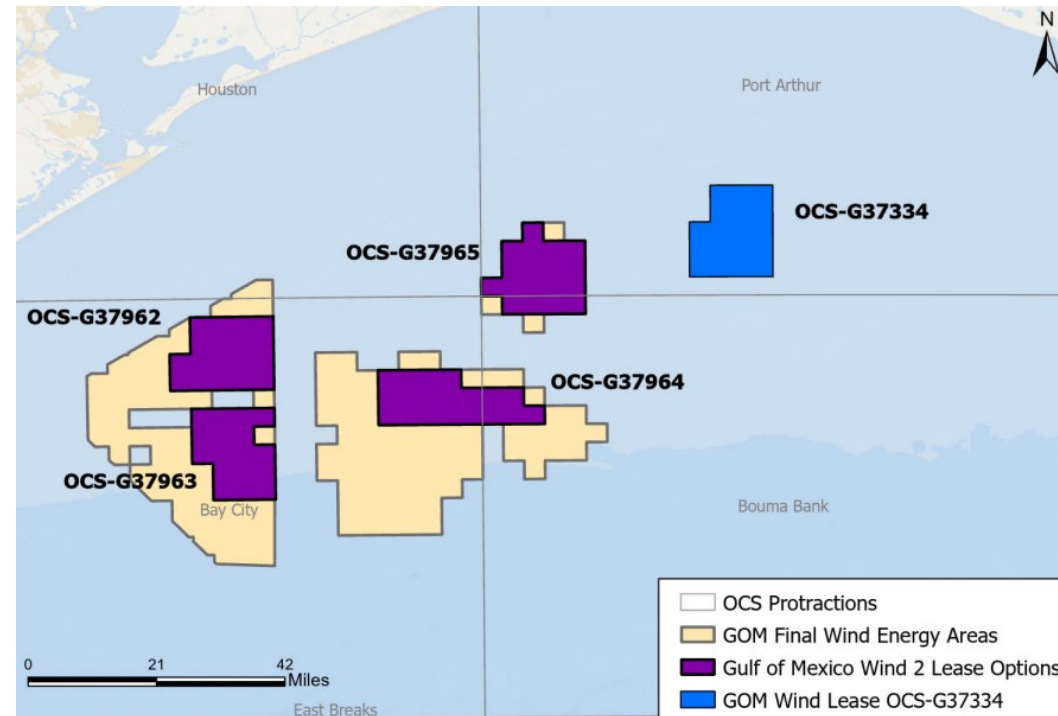 N
Houston
Port Arthur
OCS-G37334
OCS-G37965
OCS-G37962
OCS-G37964
OCS-G37963
Bay City
Bouma Bank
OCS Protractions
GOM Final Wind Energy Areas
Gulf of Mexico Wind 2 Lease Options
GOM Wind Lease OCS-G37334
0 21 42
Miles
East Breaks